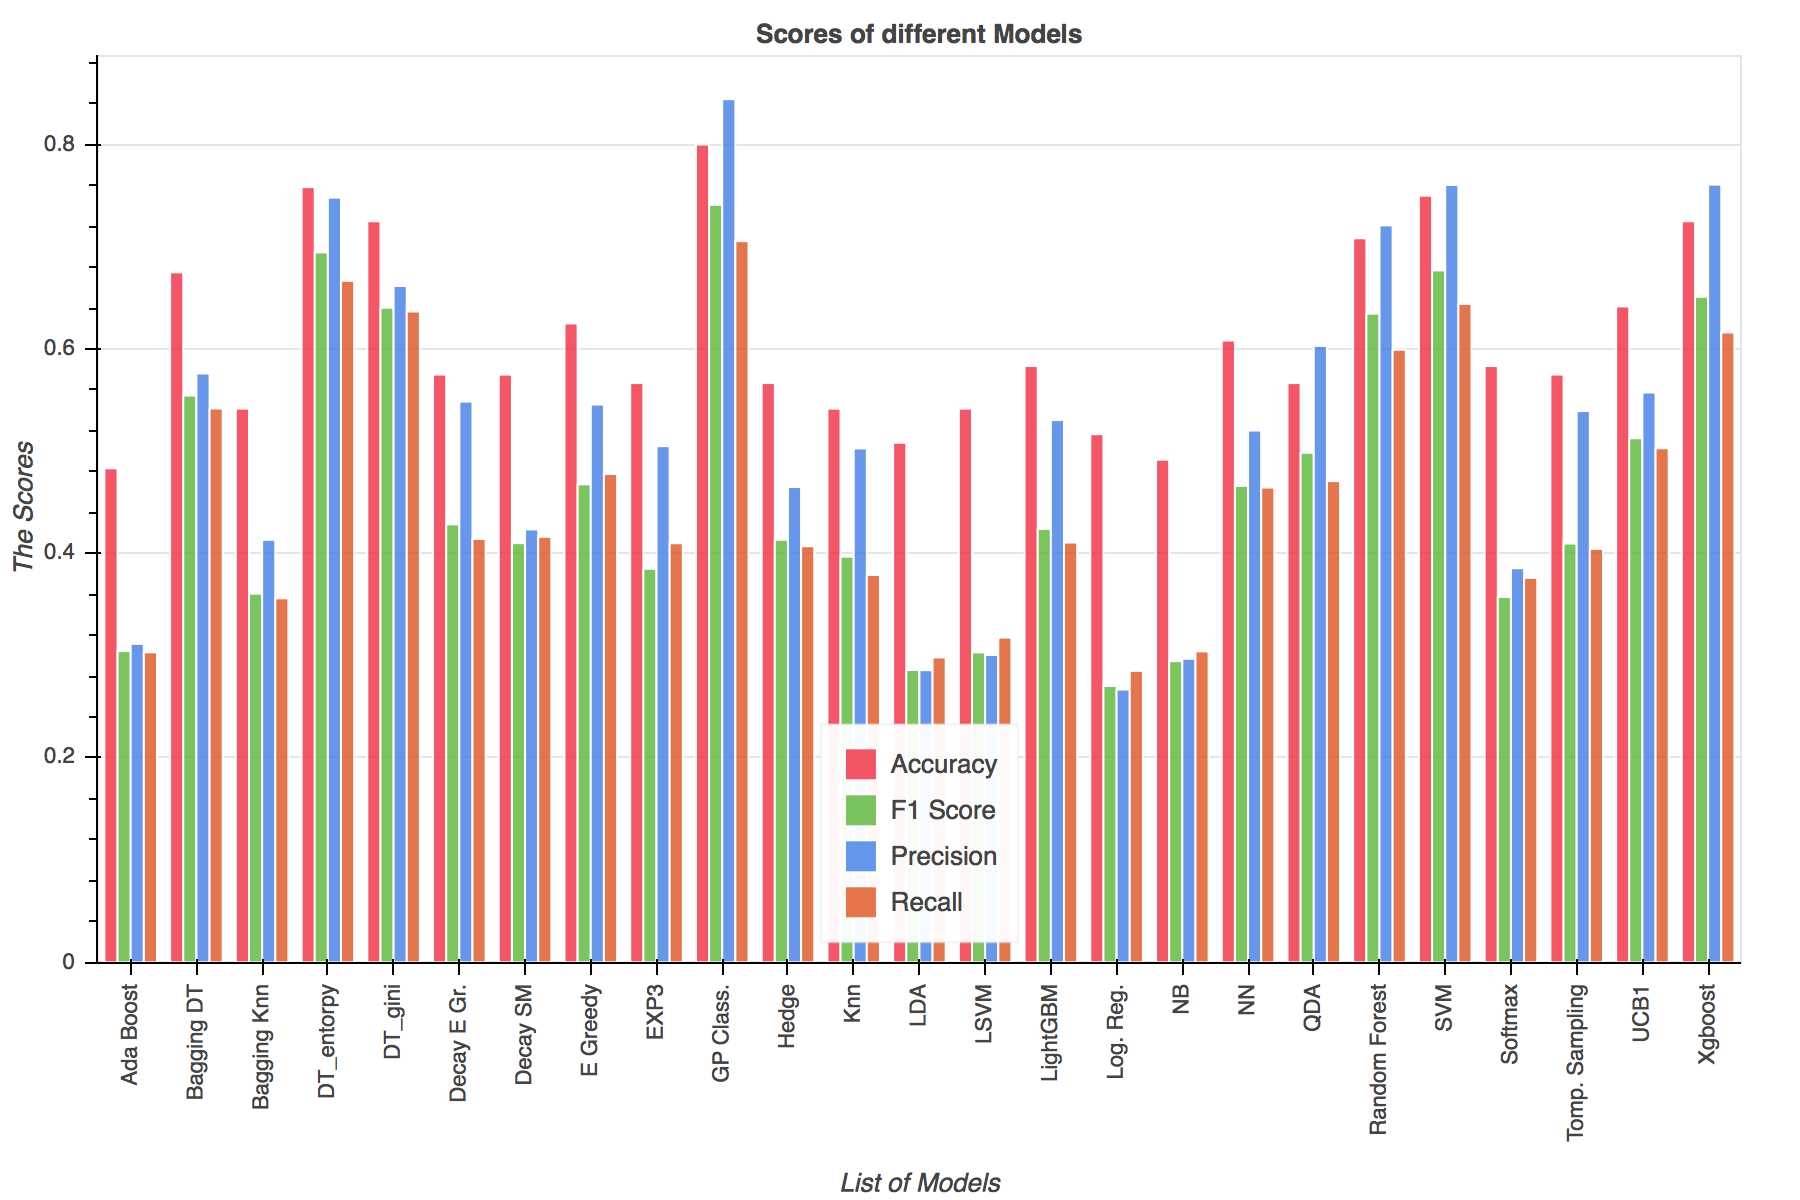 Scores of different Models
The Scores
0.8
0.6
0.4
0.2
0
Accuracy
F1 Score
Precision
Recall
Ada Boost
Bagging DT
Bagging Knn
DT_entorpy
DT_gini
Decay E Gr.
Decay SM
E Greedy
EXP3
GP Class.
Hedge
Knn
LDA
LSVM
LightGBM
Log. Reg.
NB
NN
QDA
Random Forest
SVM
Softmax
Tomp. Sampling
UCB1
Xgboost
List of Models